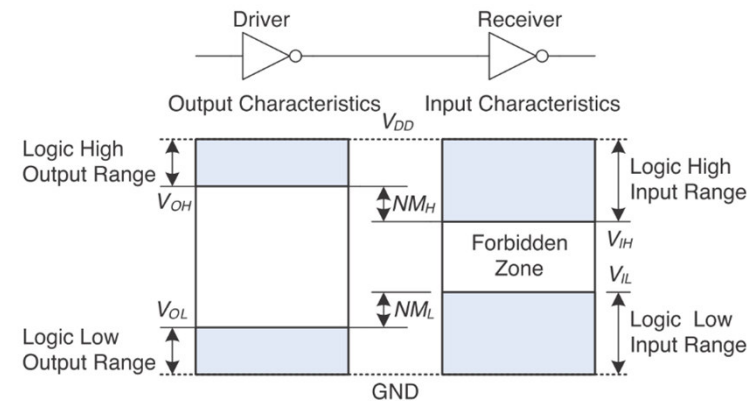 Driver
Receiver
Output Characteristics
Input Characteristics
VDD
Logic High
Output Range
VOH
NMH
Logic High
Input Range
Forbidden
Zone
VIH
VIL
VOL
NML
Logic Low
Output Range
Logic Low
Input Range
GND